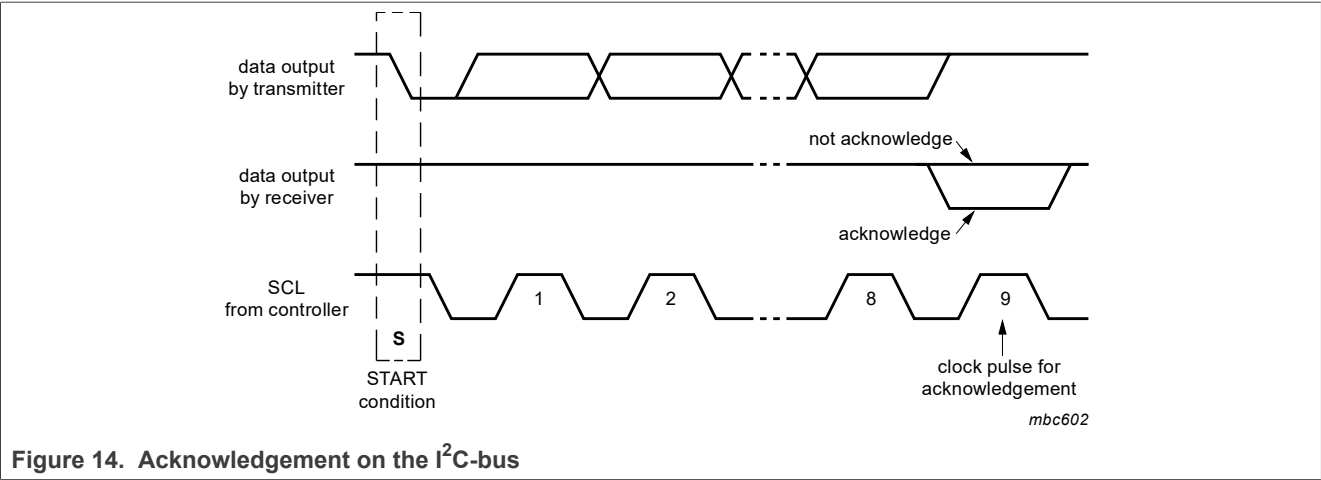 data output
by transmitter
not acknowledge
data output
by receiver
acknowledge
SCL
from controller
1
2
8
9
S
START
condition
clock pulse for
acknowledgement
mbc602
Figure 14. Acknowledgement on the I²C-bus